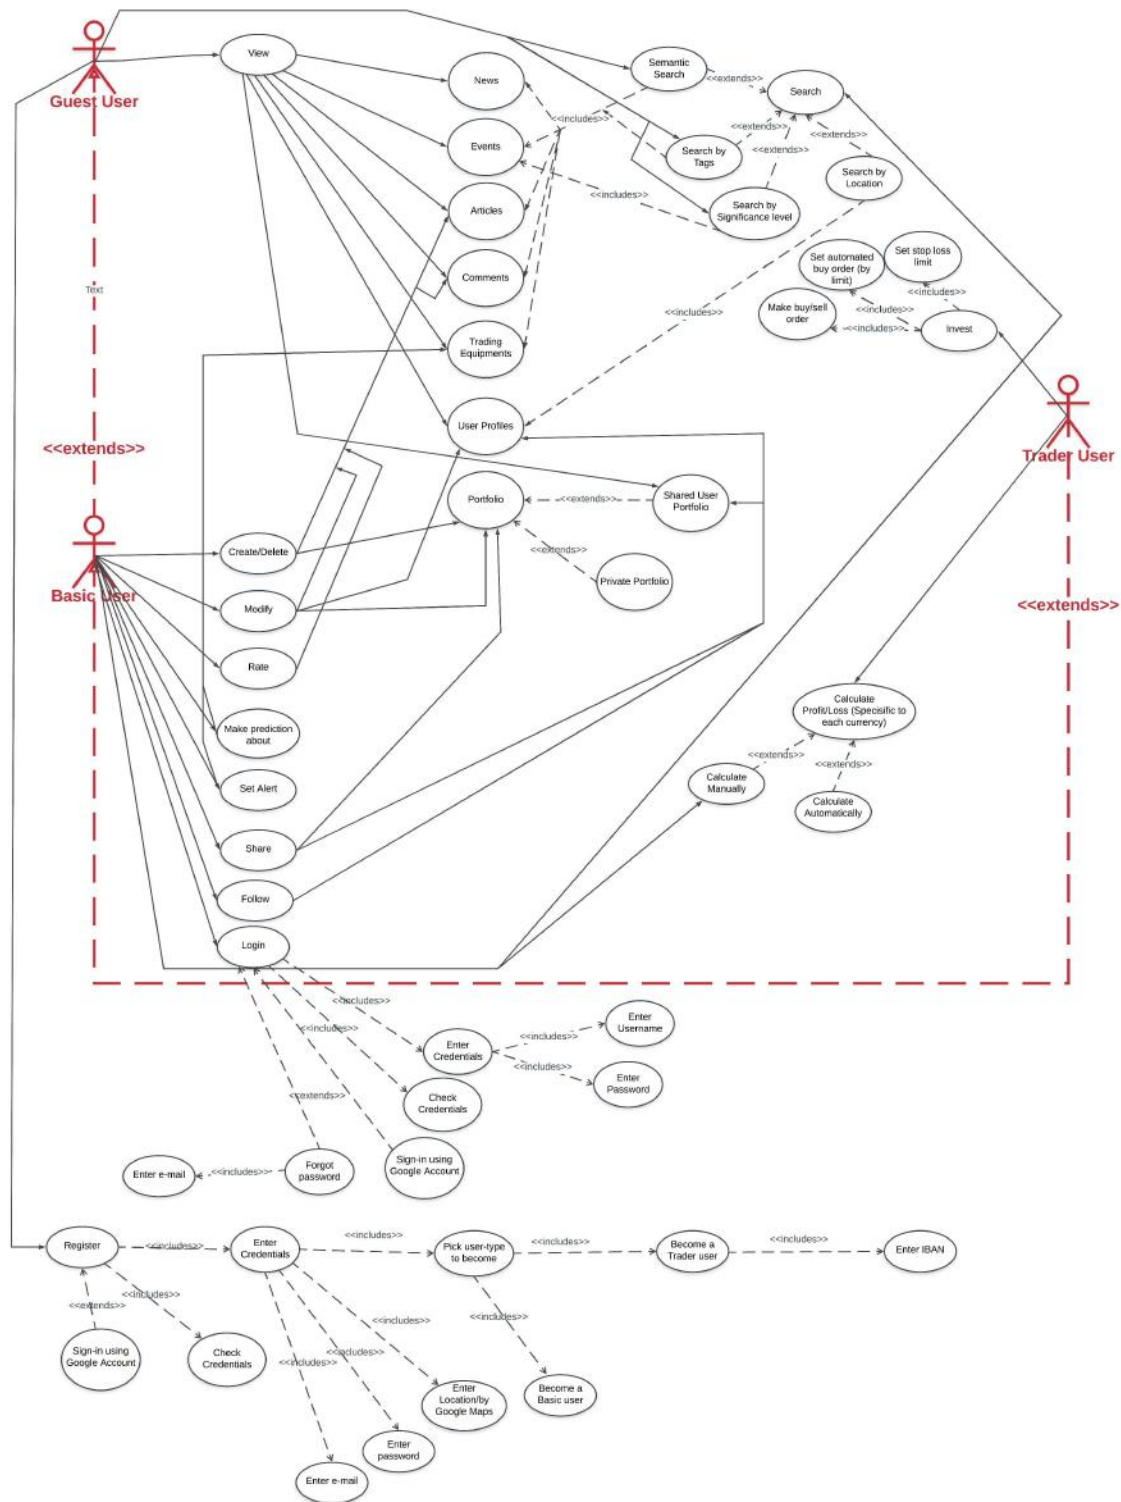 Guest User
View
News
Events
Articles
Comments
Trading
Equipments
User Profiles
Portfolio
Semantic
Search
<<extends>>
Search
<<includes>>
<<extends>>
<<extends>>
<<extends>>
Search by
Tags
Search by
Location
<<includes>>
Search by
Significance level
Set automated
buy order (by
limit)
Set stop loss
limit
<<includes>>
<<includes>>
Make buy/sell
order
<<includes>>
Invest
<<includes>>
Text
<<extends>>
Trader User
<<extends>>
Shared User
Portfolio
<<extends>>
Private Portfolio
Basic User
<<extends>>
Create/Delete
Modify
Rate
Make prediction
about
Set Alert
Share
Follow
Login
Calculate
Profit/Loss (Specisific to
each currency)
<<extends>>
<<extends>>
Calculate
Manually
Calculate
Automatically
<<includes>>
<<includes>>
Enter
Credentials
<<includes>>
Enter
Username
<<includes>>
Enter
Password
Check
Credentials
<<extends>>
Sign-in using
Google Account
Forgot
password
<<includes>>
Enter e-mail
Register
<<includes>>
Enter
Credentials
<<includes>>
Pick user-type
to become
<<includes>>
Become a
Trader user
<<includes>>
Enter IBAN
<<extends>>
<<includes>>
Sign-in using
Google Account
Check
Credentials
<<includes>>
<<includes>>
<<includes>>
<<includes>>
Enter
Location/by
Google Maps
Become a
Basic user
Enter
password
Enter e-mail